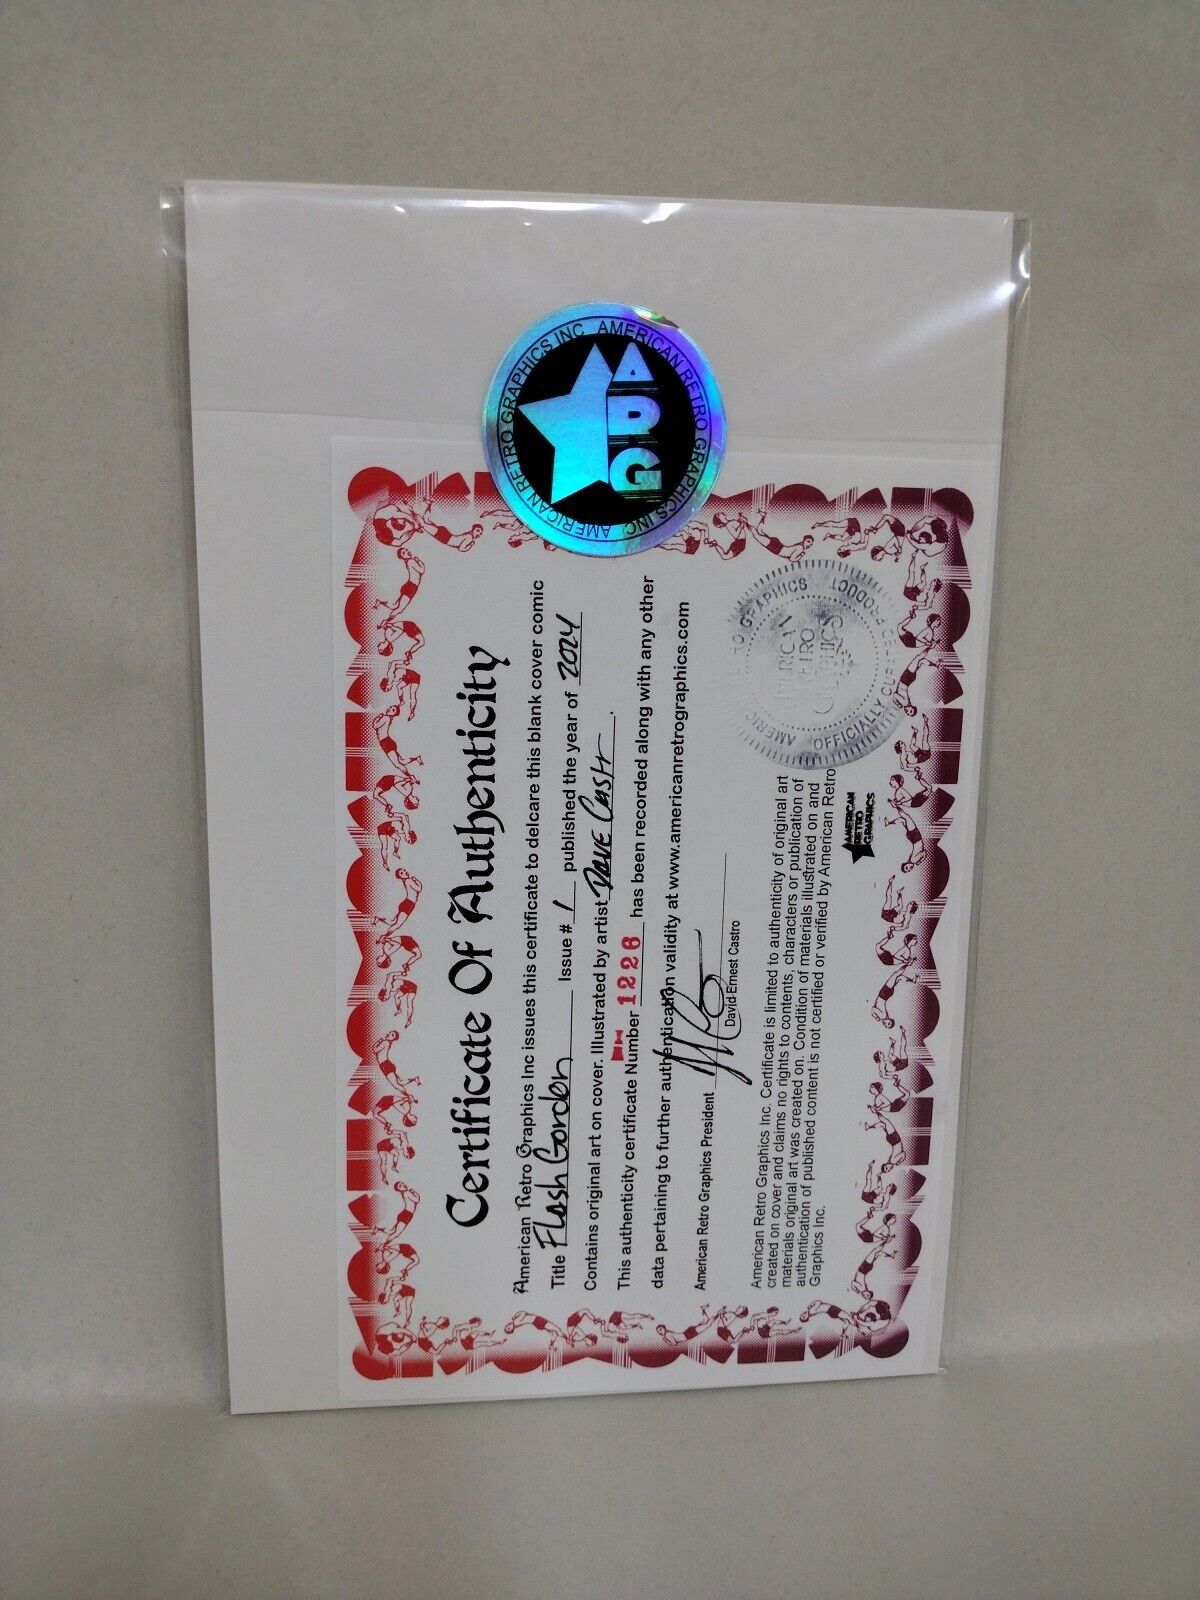 AMERICAN RETRO GRAPHICS INC AMERICAN RETRO GRAPHICS INC
ARG
Certificate Of Authenticity
American Retro Graphics Inc issues this certificate to delcare this blank cover comic
Title Flash Gordon Issue # 1 published the year of 2024
Contains original art on cover. Illustrated by artist Dave Castr.
This authenticity certificate Number 1226 has been recorded along with any other
data pertaining to further authentication validity at www.americanretrographics.com
American Retro Graphics President
David Ernest Castro
American Retro Graphics Inc. Certificate is limited to authenticity of original art
created on cover and claims no rights to contents, characters or publication of
materials original art was created on. Condition of materials illustrated on and
authentication of published content is not certified or verified by American Retro
Graphics Inc.
AMERICAN
RETRO
GRAPHICS
RETRO
GRAPHICS
OFFICIALLY CURATED PRODUCT